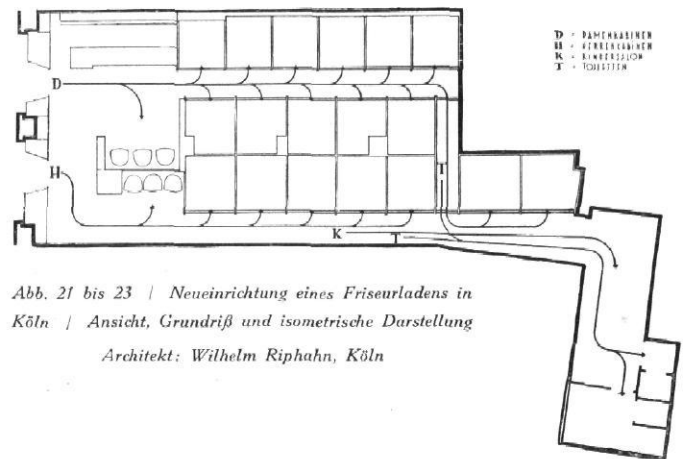 D = DAMENKABINEN
H = HERRENKABINEN
K = KINDERSALON
T = TOILETTEN
D
H
T
K
T
Abb. 21 bis 23 / Neueinrichtung eines Friseurladens in
Köln / Ansicht, Grundriß und isometrische Darstellung
Architekt: Wilhelm Riphahn, Köln